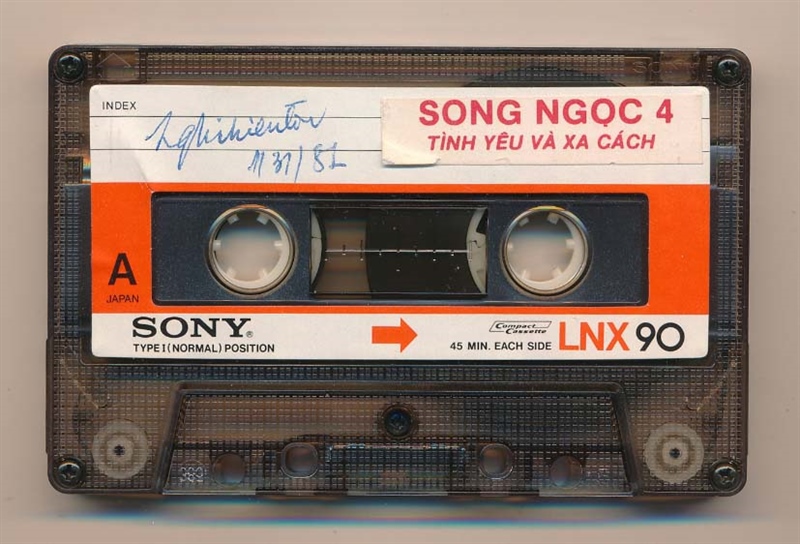 INDEX
SONG NGỌC 4
TÌNH YÊU VÀ XA CÁCH
A
JAPAN
SONY®
TYPE I (NORMAL) POSITION
Compact Cassette
45 MIN. EACH SIDE LNX 90